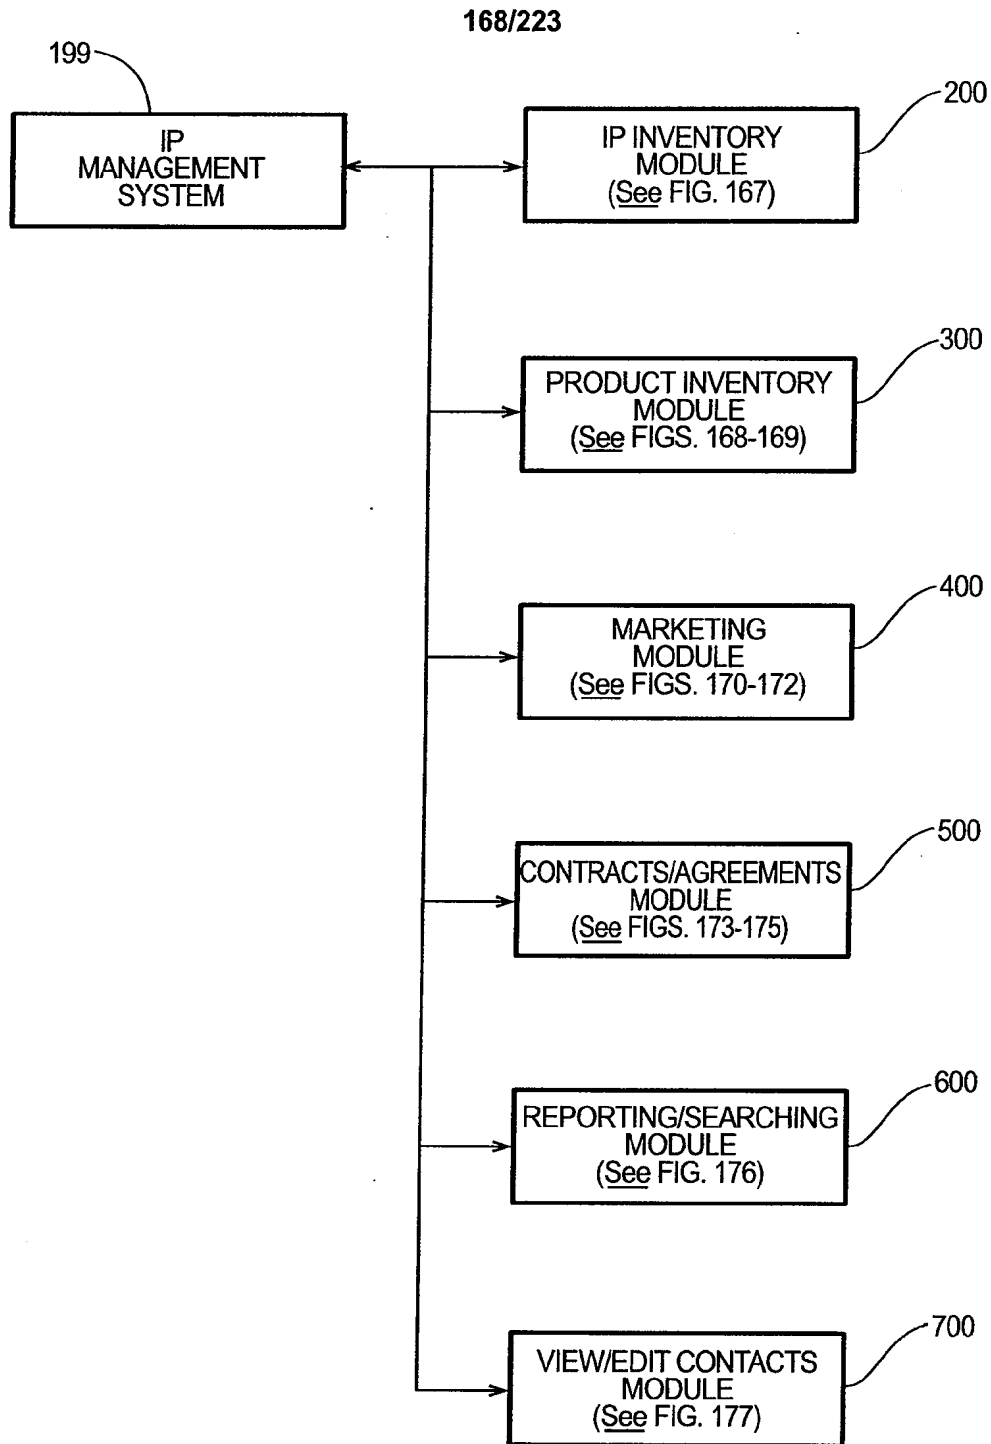 168/223
199
IP
MANAGEMENT
SYSTEM
200
IP INVENTORY
MODULE
(See FIG. 167)
300
PRODUCT INVENTORY
MODULE
(See FIGS. 168-169)
400
MARKETING
MODULE
(See FIGS. 170-172)
500
CONTRACTS/AGREEMENTS
MODULE
(See FIGS. 173-175)
600
REPORTING/SEARCHING
MODULE
(See FIG. 176)
700
VIEW/EDIT CONTACTS
MODULE
(See FIG. 177)